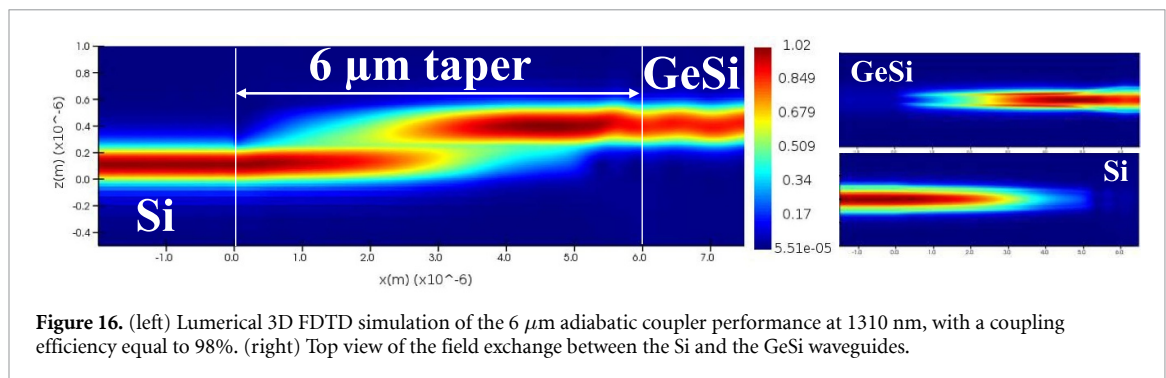 6 μm taper
GeSi
Si
z(m) (x10^-6)
1.0
0.8
0.6
0.4
0.2
0.0
-0.2
-0.4
-1.0 0.0 1.0 2.0 3.0 4.0 5.0 6.0 7.0
x(m) (x10^-6)
1.02
0.849
0.679
0.509
0.34
0.17
5.51e-05
GeSi
Si
Figure 16. (left) Lumerical 3D FDTD simulation of the 6 μm adiabatic coupler performance at 1310 nm, with a coupling
efficiency equal to 98%. (right) Top view of the field exchange between the Si and the GeSi waveguides.